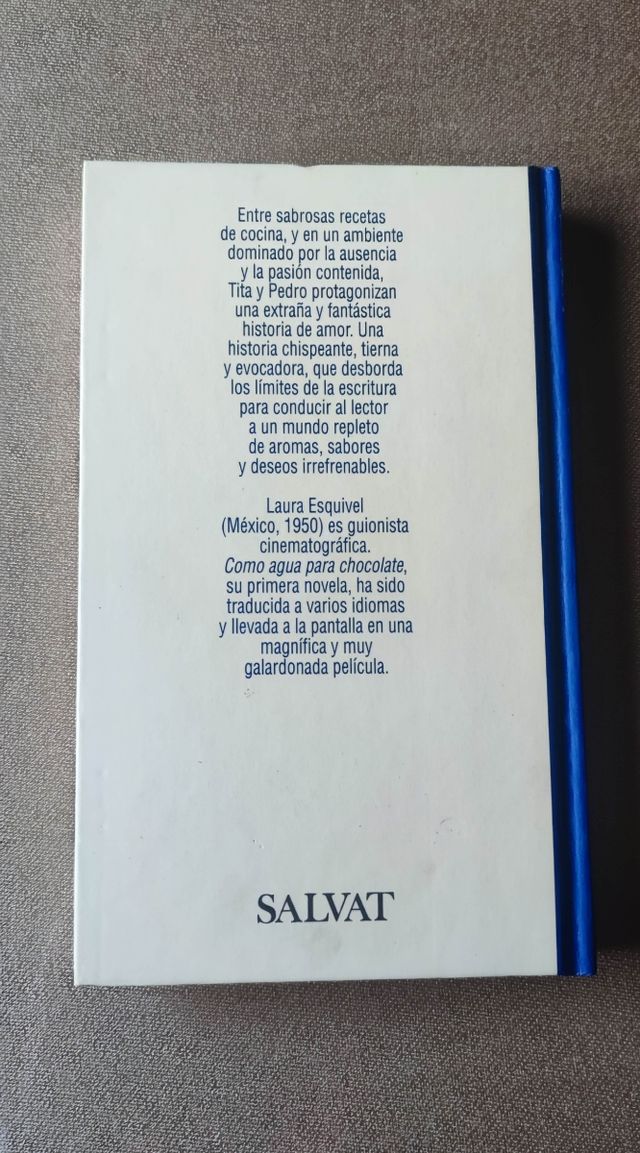 Entre sabrosas recetas
de cocina, y en un ambiente
dominado por la ausencia
y la pasión contenida,
Tita y Pedro protagonizan
una extraña y fantástica
historia de amor. Una
historia chispeante, tierna
y evocadora, que desborda
los límites de la escritura
para conducir al lector
a un mundo repleto
de aromas, sabores
y deseos irrefrenables.
Laura Esquivel
(México, 1950) es guionista
cinematográfica.
Como agua para chocolate,
su primera novela, ha sido
traducida a varios idiomas
y llevada a la pantalla en una
magnífica y muy
galardonada película.
SALVAT